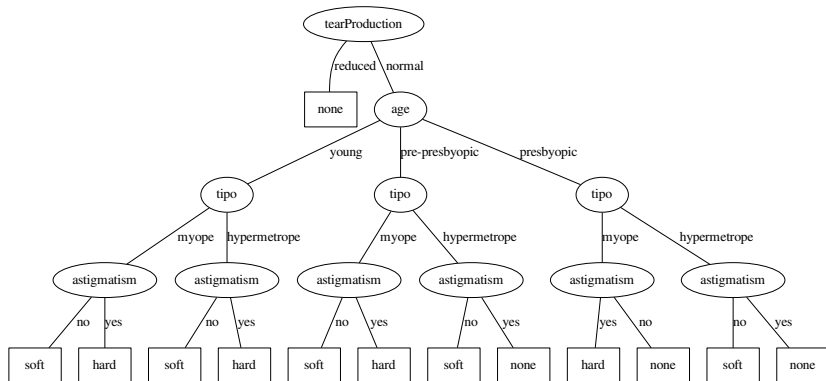 tearProduction
reduced normal
none age
young pre-presbyopic presbyopic
tipo tipo tipo
myope hypermetrope myope hypermetrope myope hypermetrope
astigmatism astigmatism astigmatism astigmatism astigmatism astigmatism
no yes no yes no yes no yes yes no no yes
soft hard soft hard soft hard soft none hard none soft none